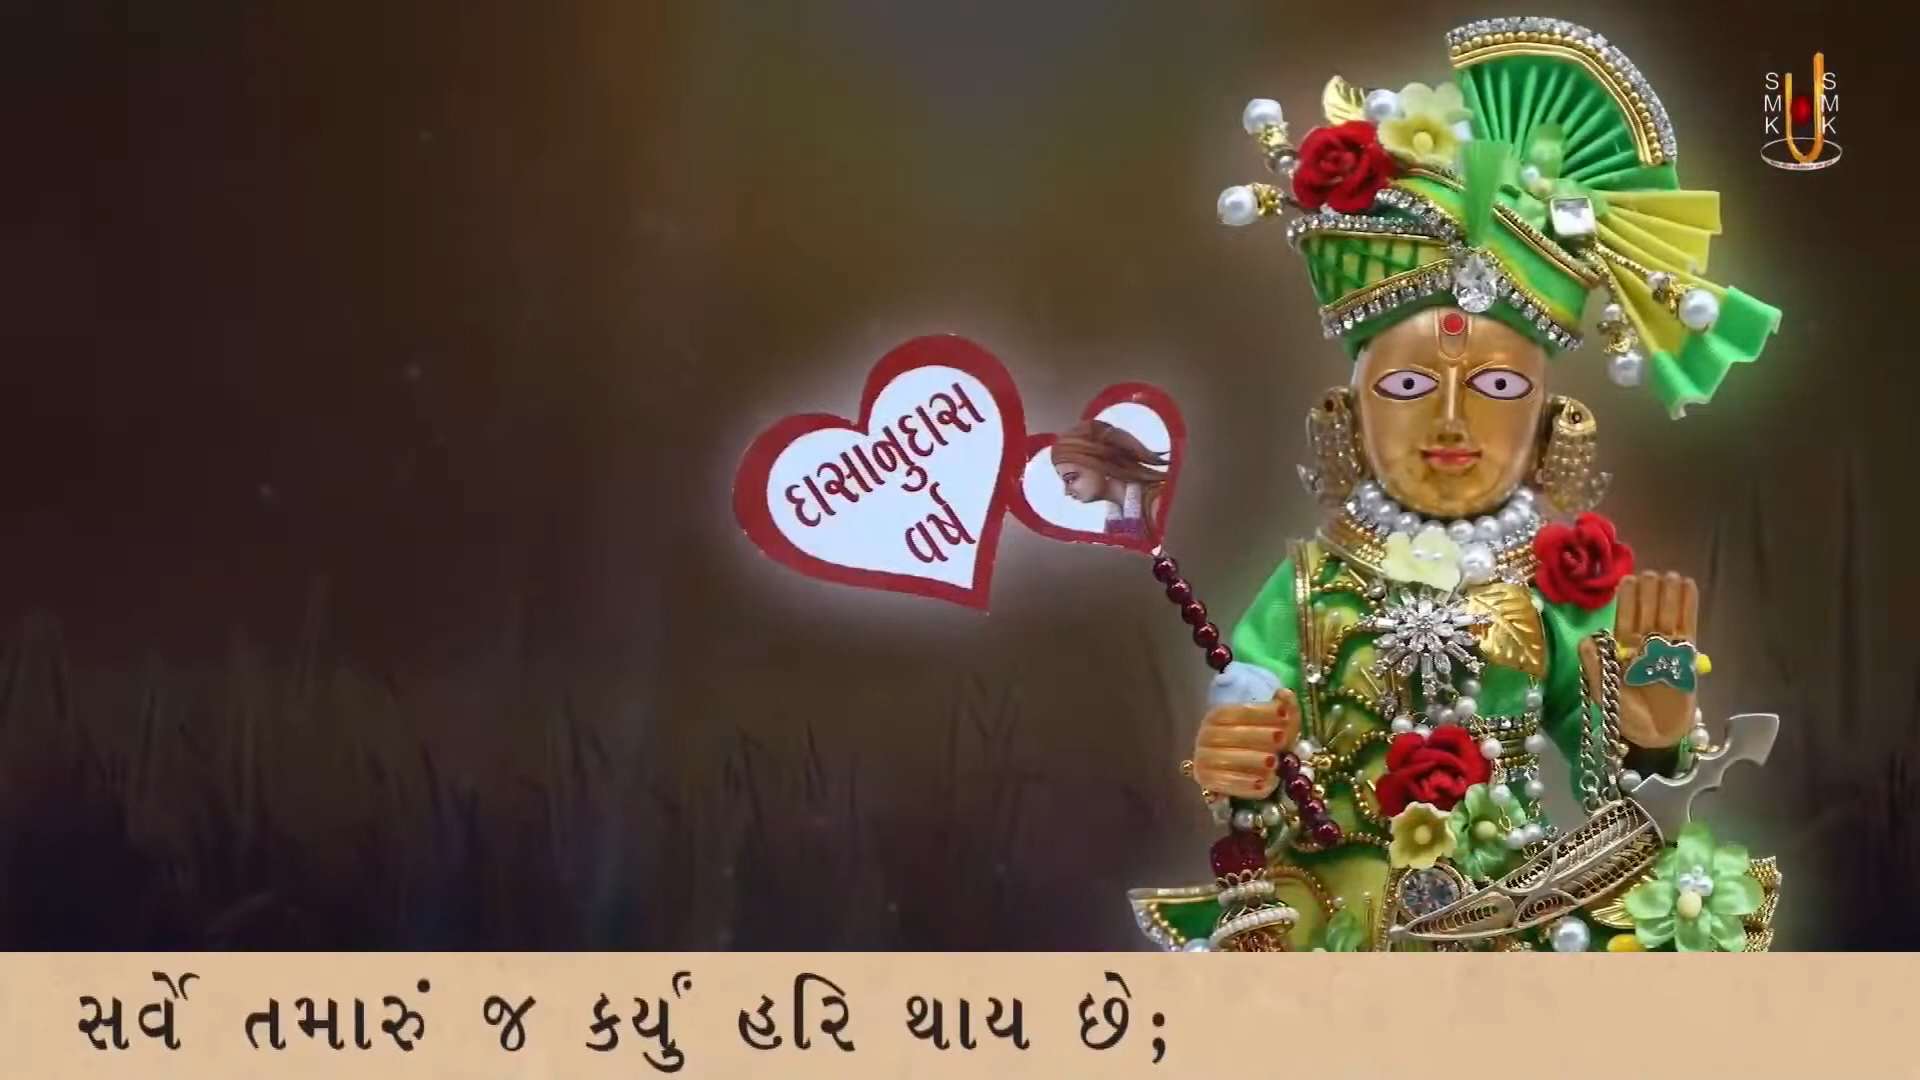 SMK
SMK
દાસાનુદાસ
વર્ષ
સર્વે તમારું જ કર્યું હરિ થાય છે;